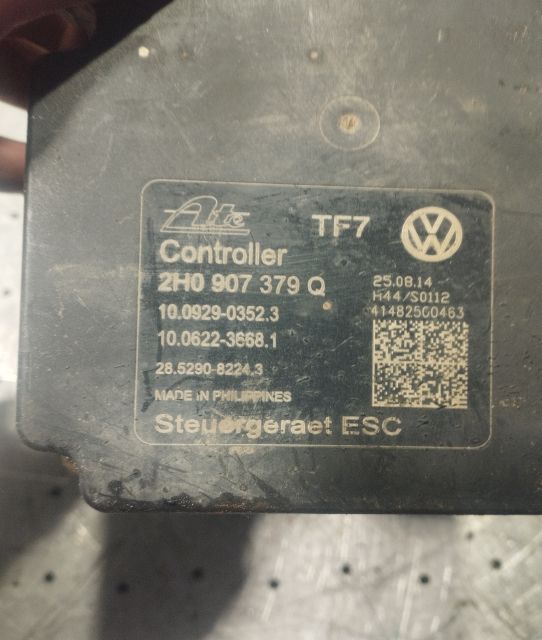 Ate
TF7
Controller
2H0 907 379 Q
25.08.14
H44/S0112
41482500463
10.0929-0352.3
10.0622-3668.1
28.5290-8224.3
MADE IN PHILIPPINES
Steuergeraet ESC